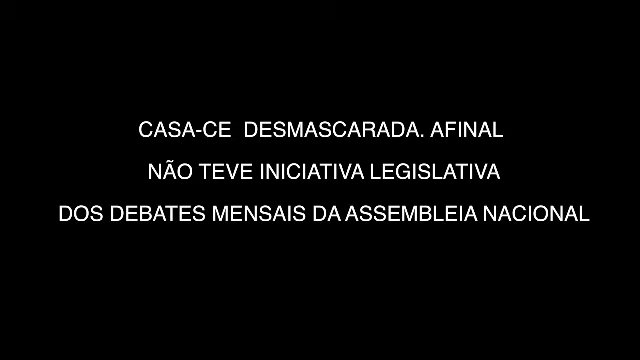 CASA-CE DESMASCARADA. AFINAL
NÃO TEVE INICIATIVA LEGISLATIVA
DOS DEBATES MENSAIS DA ASSEMBLEIA NACIONAL